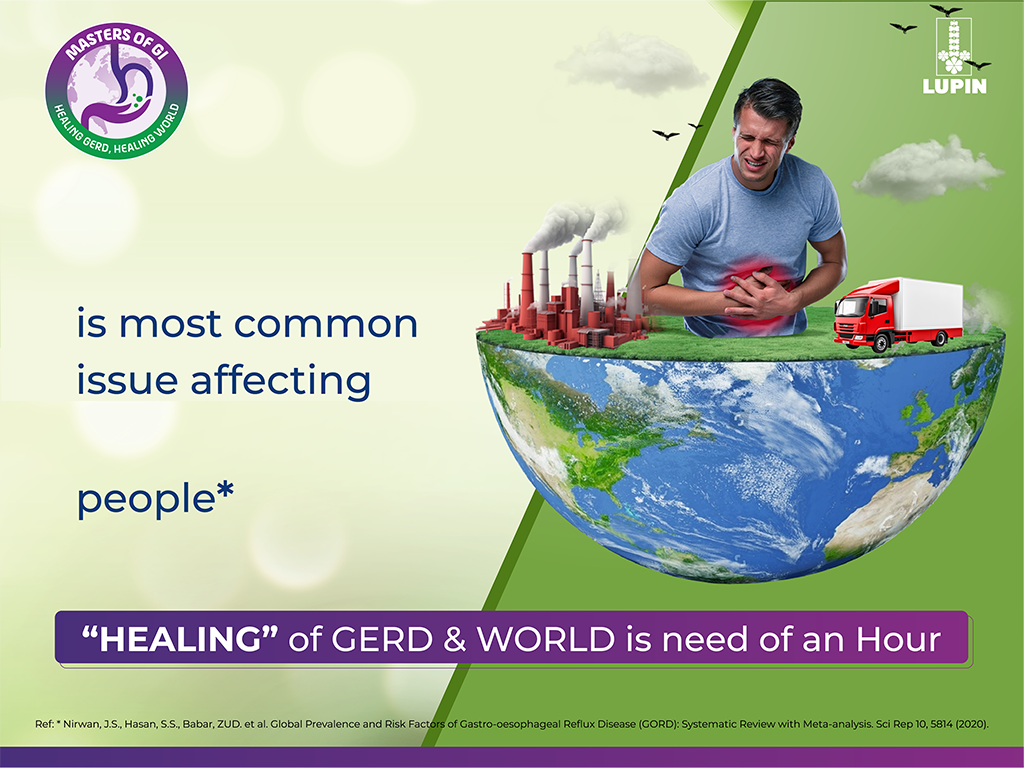 MASTERS OF GI
HEALING GERD, HEALING WORLD
LUPIN
is most common
issue affecting
people*
“HEALING” of GERD & WORLD is need of an Hour
Ref: * Nirwan, J.S., Hasan, S.S., Babar, ZUD. et al. Global Prevalence and Risk Factors of Gastro-oesophageal Reflux Disease (GORD): Systematic Review with Meta-analysis. Sci Rep 10, 5814 (2020).